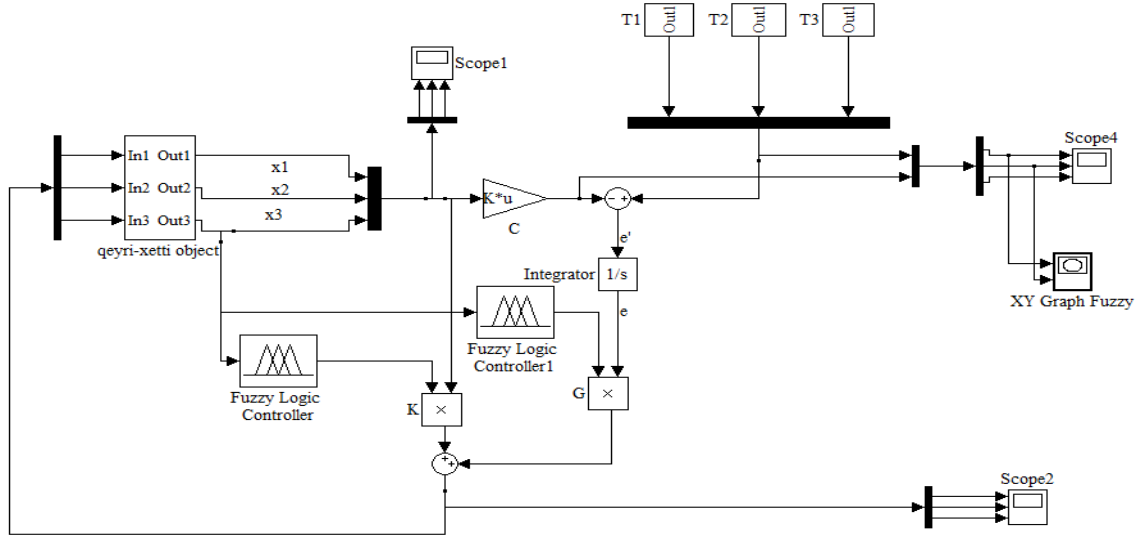 T1
Out1
T2
Out1
T3
Out1
Scope1
Scope4
In1 Out1
In2 Out2
In3 Out3
x1
x2
x3
qeyri-xetti object
K*u
C
- +
e'
Integrator
1/s
e
XY Graph Fuzzy
Fuzzy Logic
Controller1
Fuzzy Logic
Controller
K
×
G
×
+
+
Scope2